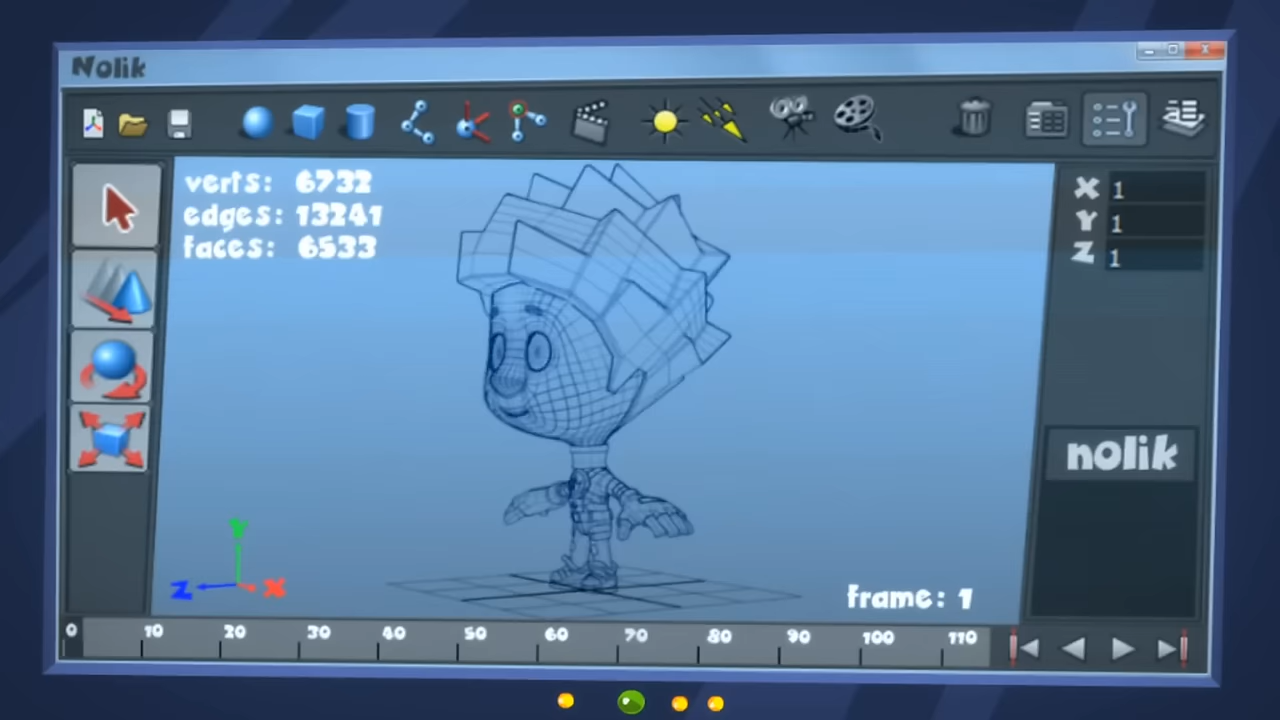 Nolik
verts: 6732
edges: 13241
faces: 6533
X 1
Y 1
Z 1
nolik
Y
Z X
frame: 1
0 10 20 30 40 50 60 70 80 90 100 110